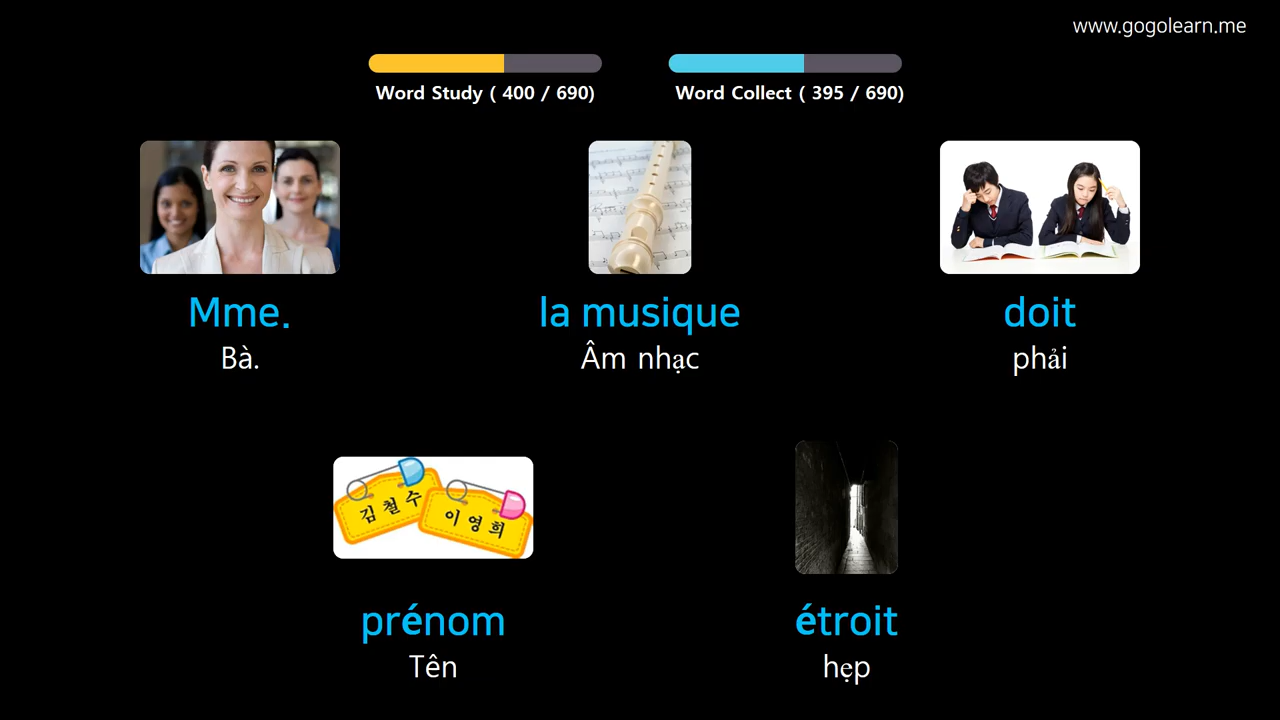 www.gogolearn.me
Word Study ( 400 / 690)
Word Collect ( 395 / 690)
Mme.
Bà.
la musique
Âm nhạc
doit
phải
김철수
이영희
prénom
Tên
étroit
hẹp